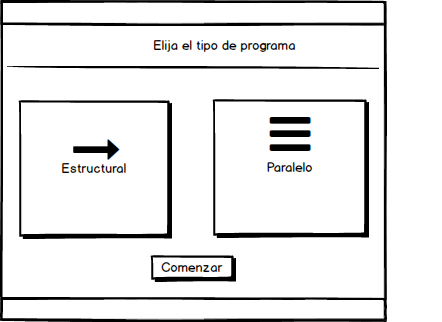 Elija el tipo de programa
Estructural
Paralelo
Comenzar